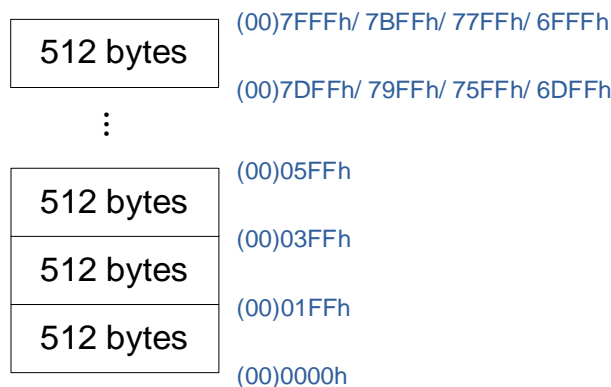 (00)7FFFh/ 7BFFh/ 77FFh/ 6FFFh
512 bytes
(00)7DFFh/ 79FFh/ 75FFh/ 6DFFh
⋮
(00)05FFh
512 bytes
(00)03FFh
512 bytes
(00)01FFh
512 bytes
(00)0000h